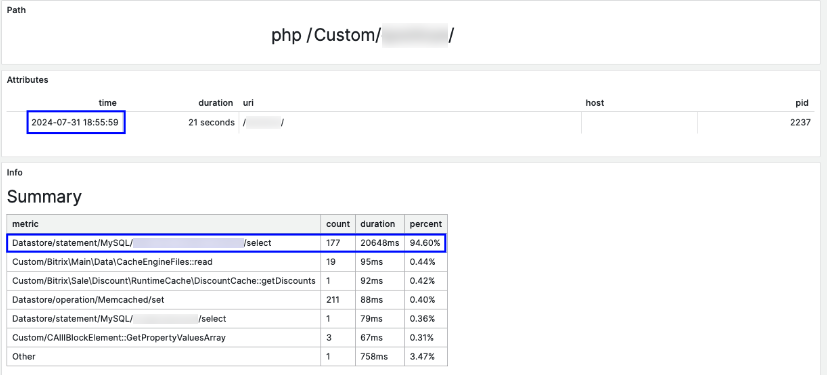 Path
php /Custom/ /
Attributes
time duration uri host pid
2024-07-31 18:55:59 21 seconds / / 2237
Info
Summary
metric count duration percent
Datastore/statement/MySQL/ /select 177 20648ms 94.60%
Custom/Bitrix\Main\Data\CacheEngineFiles::read 19 95ms 0.44%
Custom/Bitrix\Sale\Discount\RuntimeCache\DiscountCache::getDiscounts 1 92ms 0.42%
Datastore/operation/Memcached/set 211 88ms 0.40%
Datastore/statement/MySQL/ /select 1 79ms 0.36%
Custom/CAllIBlockElement::GetPropertyValuesArray 3 67ms 0.31%
Other 1 758ms 3.47%